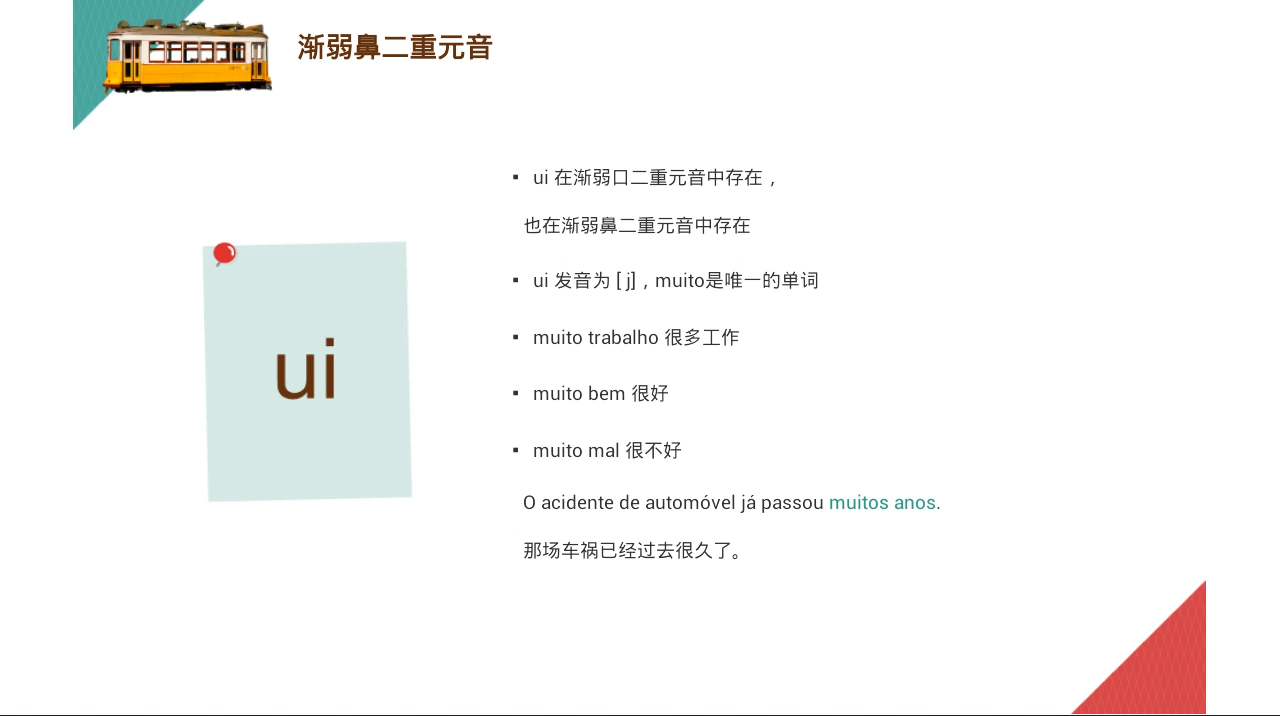 渐弱鼻二重元音
▪ ui 在渐弱口二重元音中存在，
也在渐弱鼻二重元音中存在
ui
▪ ui 发音为 [ j]，muito是唯一的单词
▪ muito trabalho 很多工作
▪ muito bem 很好
▪ muito mal 很不好
O acidente de automóvel já passou muitos anos.
那场车祸已经过去很久了。